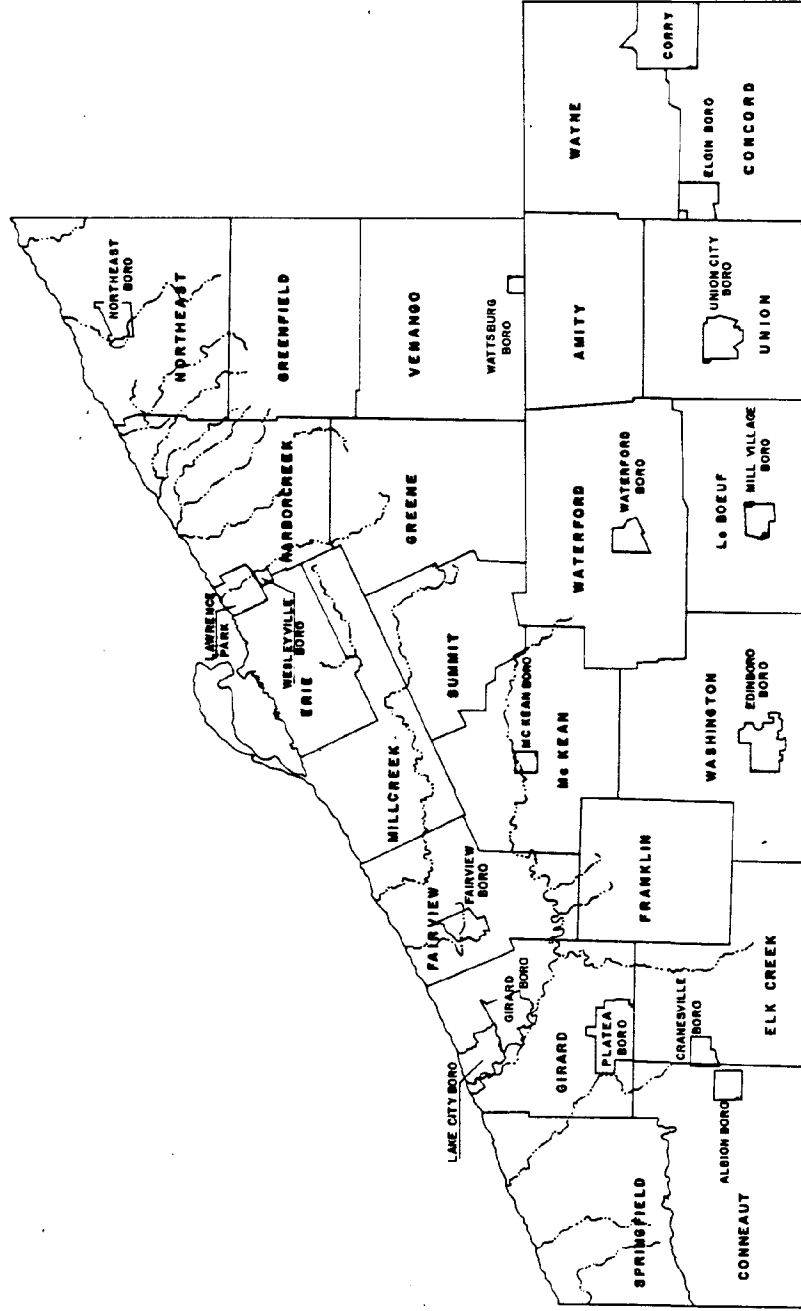 NORTHEAST
BORO
NORTHEAST
GREENFIELD
VENANGO
WATTSBURG
BORO
WAYNE
CORRY
ELGIN BORO
CONCORD
AMITY
UNION CITY
BORO
UNION
HARBORCREEK
GREENE
LAWRENCE
PARK
WESLEYVILLE
BORO
ERIE
SUMMIT
WATERFORD
WATERFORD
BORO
Le BOEUF
MILL VILLAGE
BORO
MILLCREEK
MC KEAN BORO
Mc KEAN
WASHINGTON
EDINBORO
BORO
FAIRVIEW
FAIRVIEW
BORO
FRANKLIN
LAKE CITY BORO
GIRARD
BORO
GIRARD
PLATEA
BORO
CRANESVILLE
BORO
ELK CREEK
ALBION BORO
SPRINGFIELD
CONNEAUT